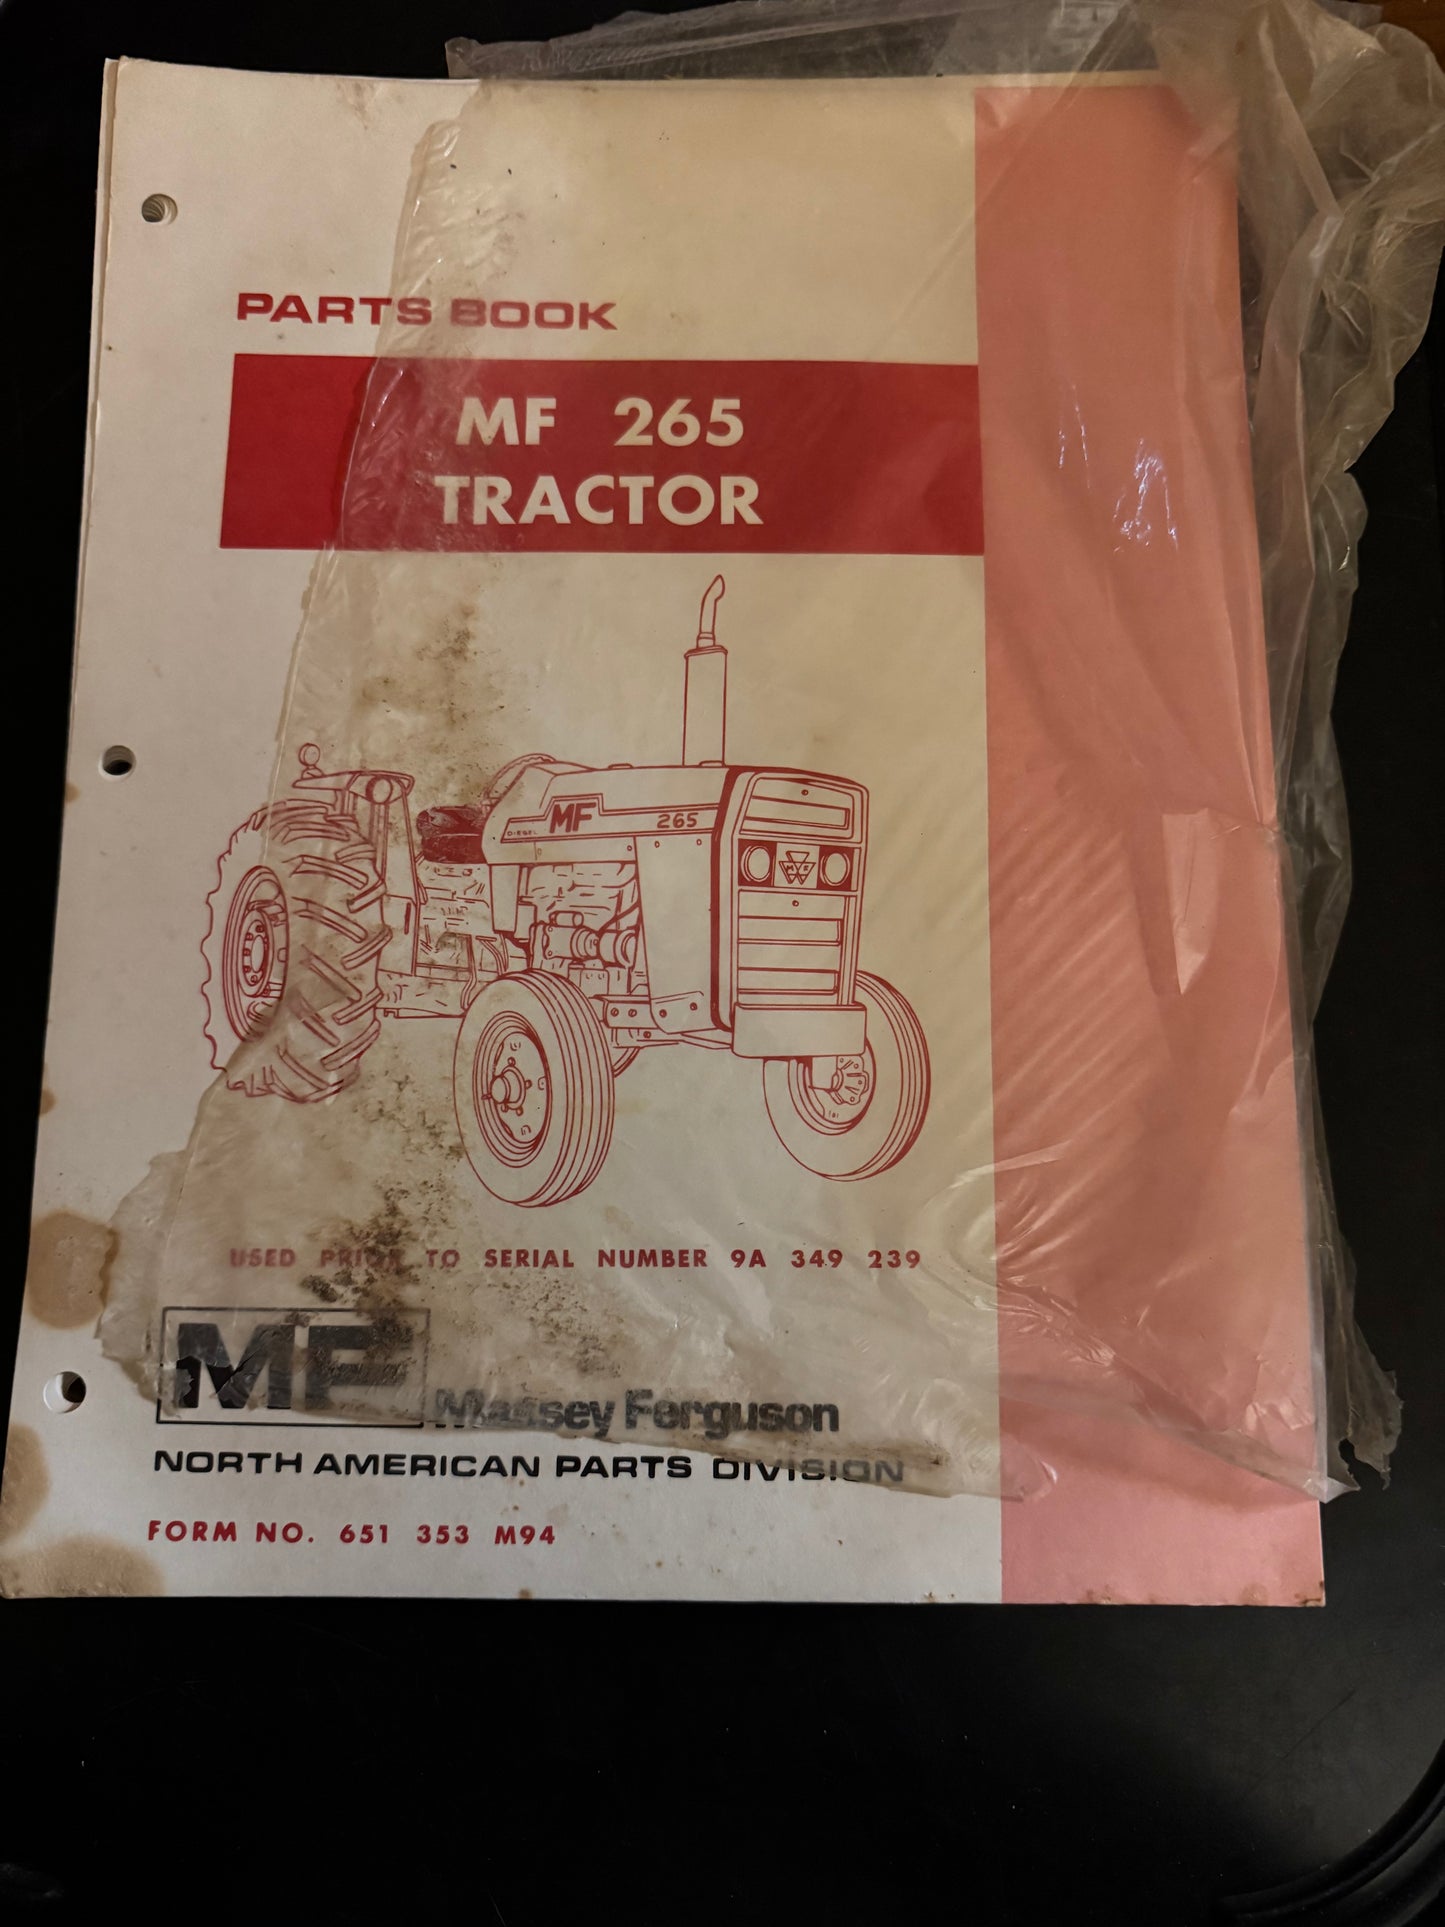 PARTS BOOK
MF 265
TRACTOR
DIESEL MF 265
M F
USED PRIOR TO SERIAL NUMBER 9A 349 239
MF Massey Ferguson
NORTH AMERICAN PARTS DIVISION
FORM NO. 651 353 M94